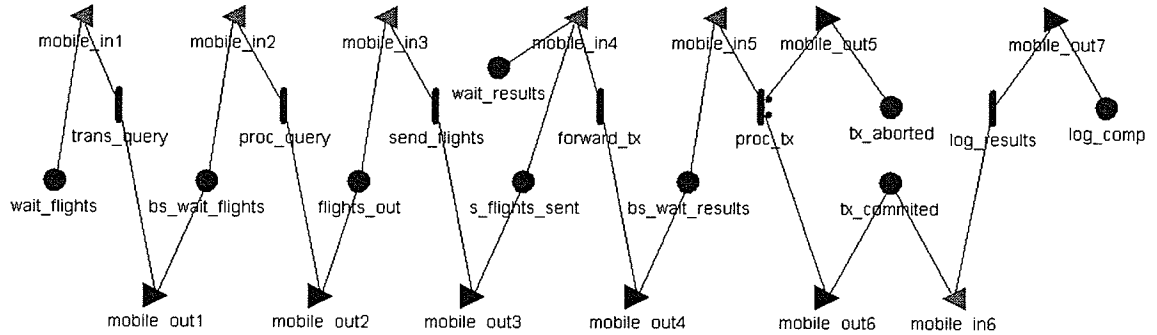 mobile_in1
mobile_in2
mobile_in3
mobile_in4
mobile_in5
mobile_out5
mobile_out7
wait_results
trans_query
proc_query
send_flights
forward_tx
proc_tx
tx_aborted
log_results
log_comp
wait_flights
bs_wait_flights
flights_out
s_flights_sent
bs_wait_results
tx_commited
mobile_out1
mobile_out2
mobile_out3
mobile_out4
mobile_out6
mobile_in6